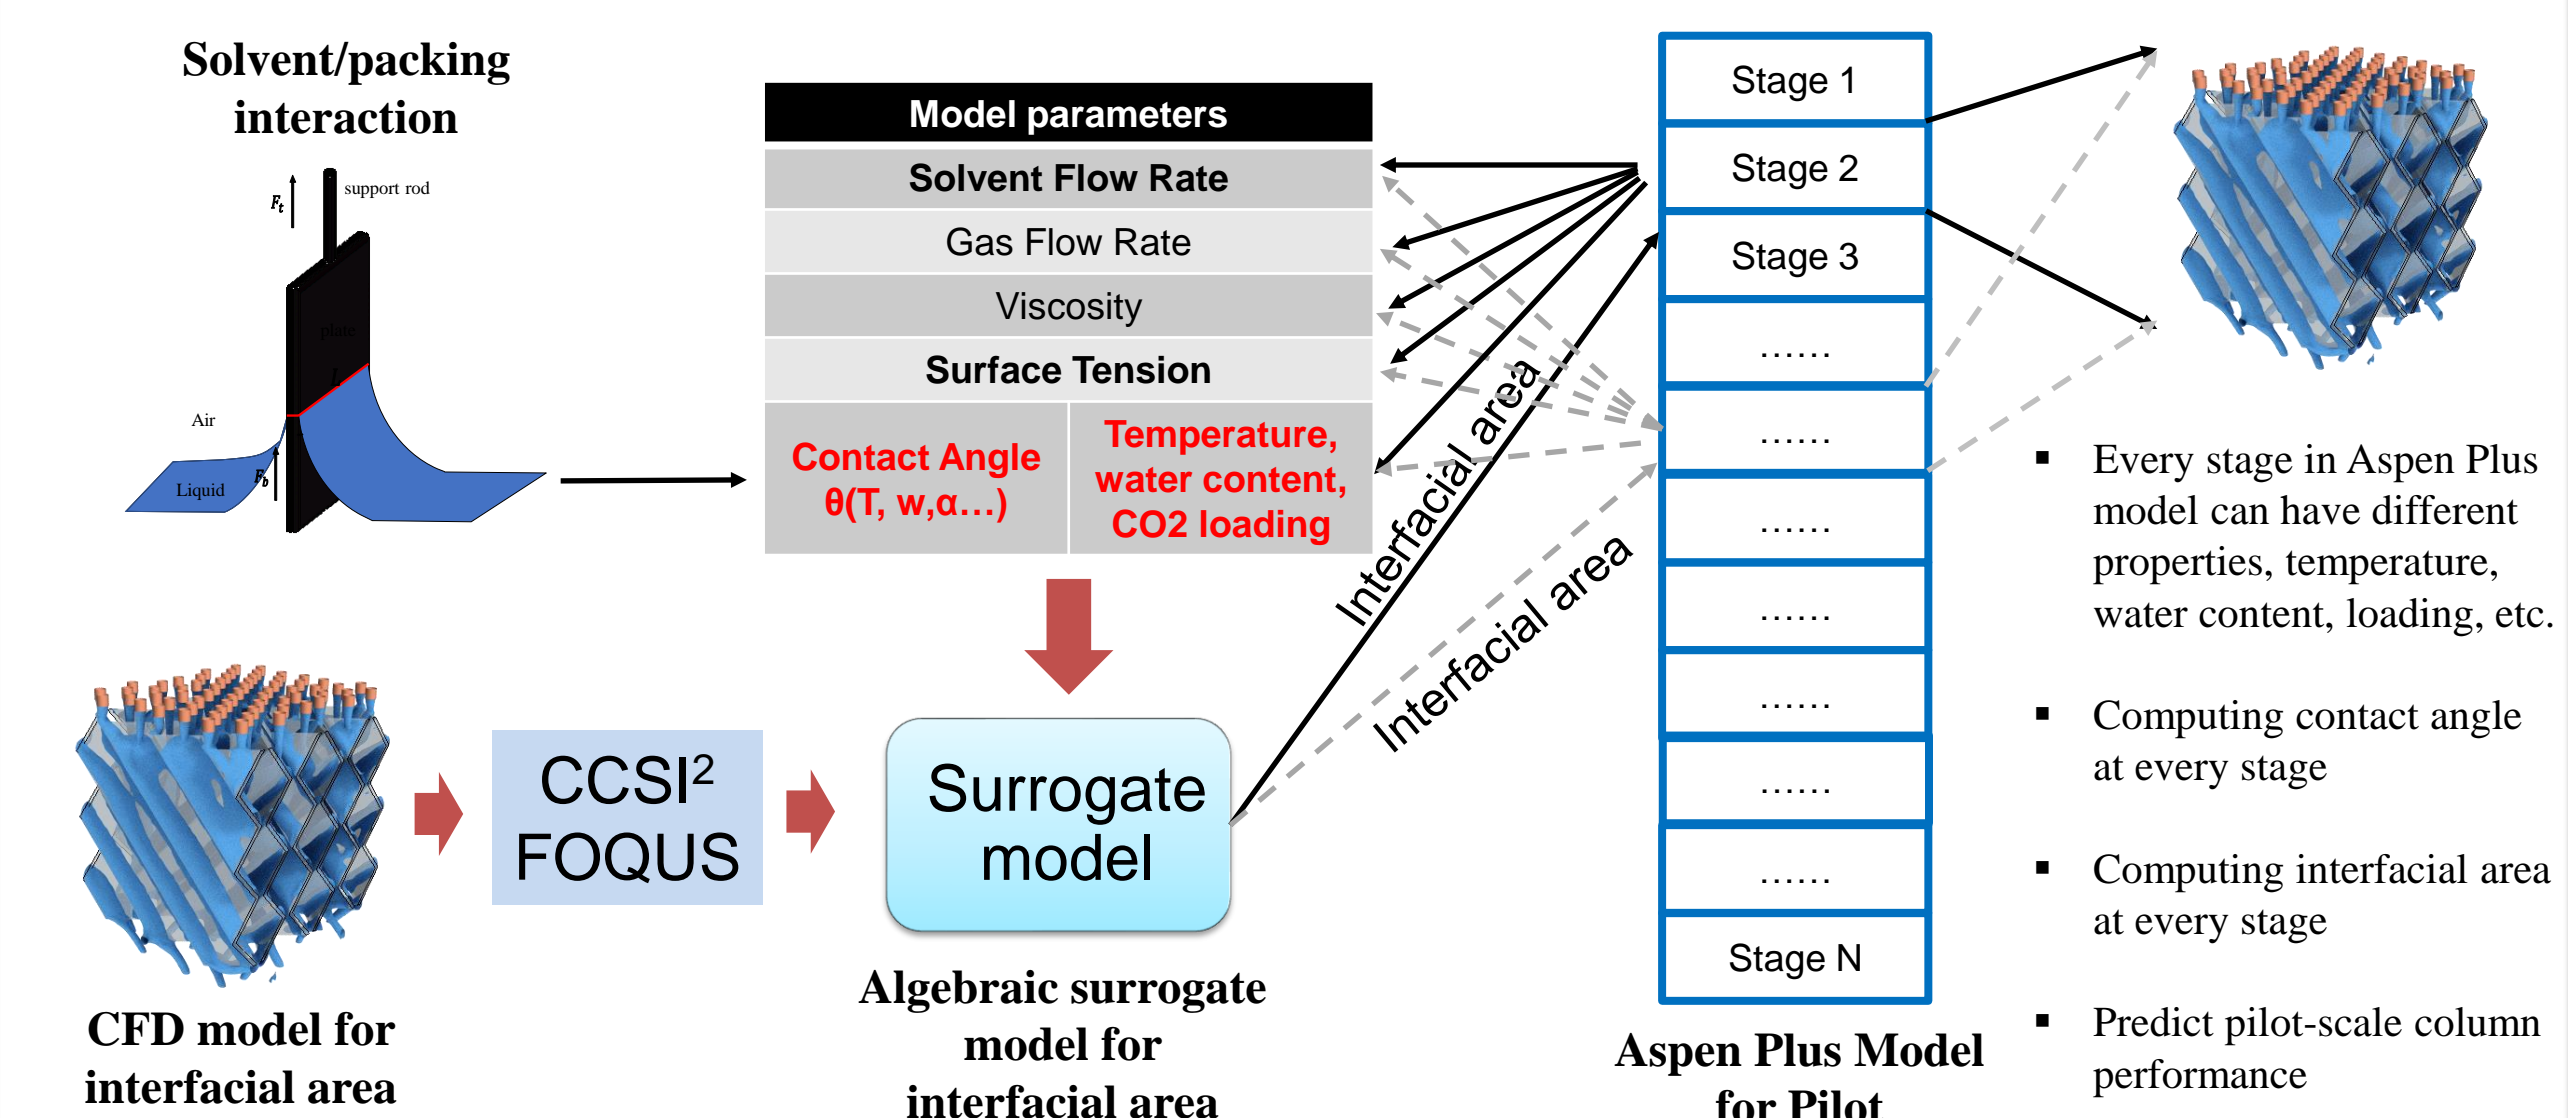 Solvent/packing
interaction
support rod
Fₜ
plate
L
Air
Liquid
F_b
Model parameters
Solvent Flow Rate
Gas Flow Rate
Viscosity
Surface Tension
Contact Angle
θ(T, w,α…)
Temperature,
water content,
CO2 loading
Interfacial area
Interfacial area
CFD model for
interfacial area
CCSI²
FOQUS
Surrogate
model
Algebraic surrogate
model for
interfacial area
Stage 1
Stage 2
Stage 3
……
……
……
……
……
……
……
Stage N
Aspen Plus Model
for Pilot
▪ Every stage in Aspen Plus
model can have different
properties, temperature,
water content, loading, etc.
▪ Computing contact angle
at every stage
▪ Computing interfacial area
at every stage
▪ Predict pilot-scale column
performance